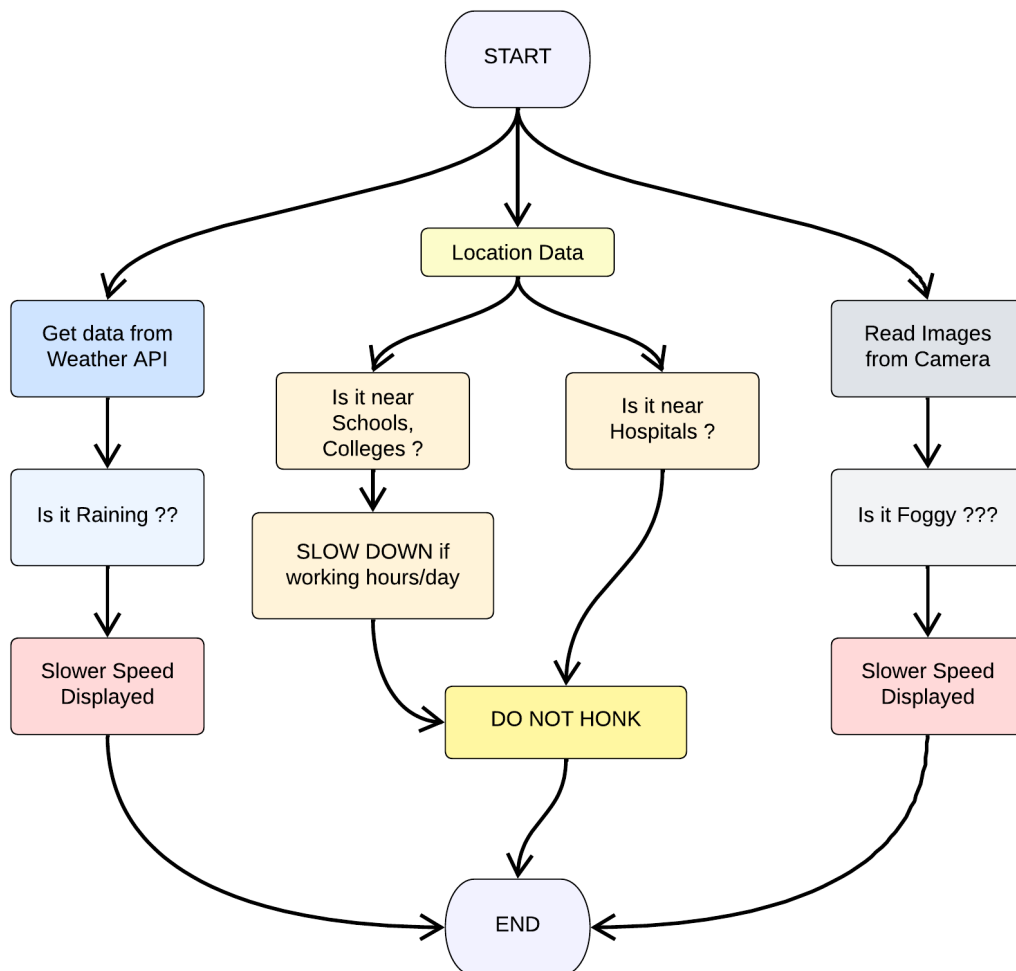 START
Location Data
Get data from
Weather API
Read Images
from Camera
Is it near
Schools,
Colleges ?
Is it near
Hospitals ?
Is it Raining ??
SLOW DOWN if
working hours/day
Is it Foggy ???
Slower Speed
Displayed
DO NOT HONK
Slower Speed
Displayed
END